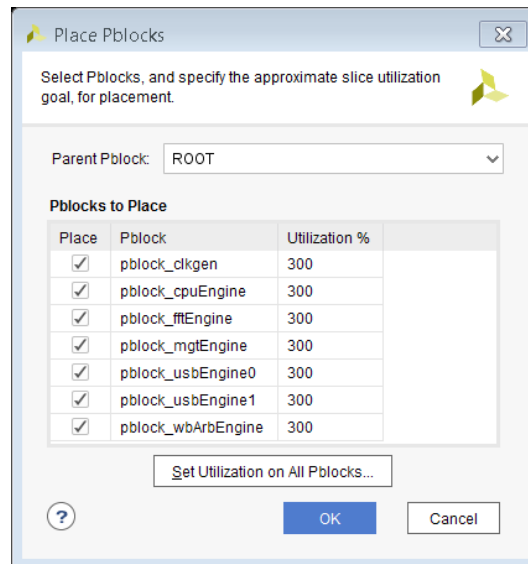 Place Pblocks
Select Pblocks, and specify the approximate slice utilization
goal, for placement.
Parent Pblock: ROOT
Pblocks to Place
Place Pblock Utilization %
pblock_clkgen 300
pblock_cpuEngine 300
pblock_fftEngine 300
pblock_mgtEngine 300
pblock_usbEngine0 300
pblock_usbEngine1 300
pblock_wbArbEngine 300
Set Utilization on All Pblocks...
? OK Cancel